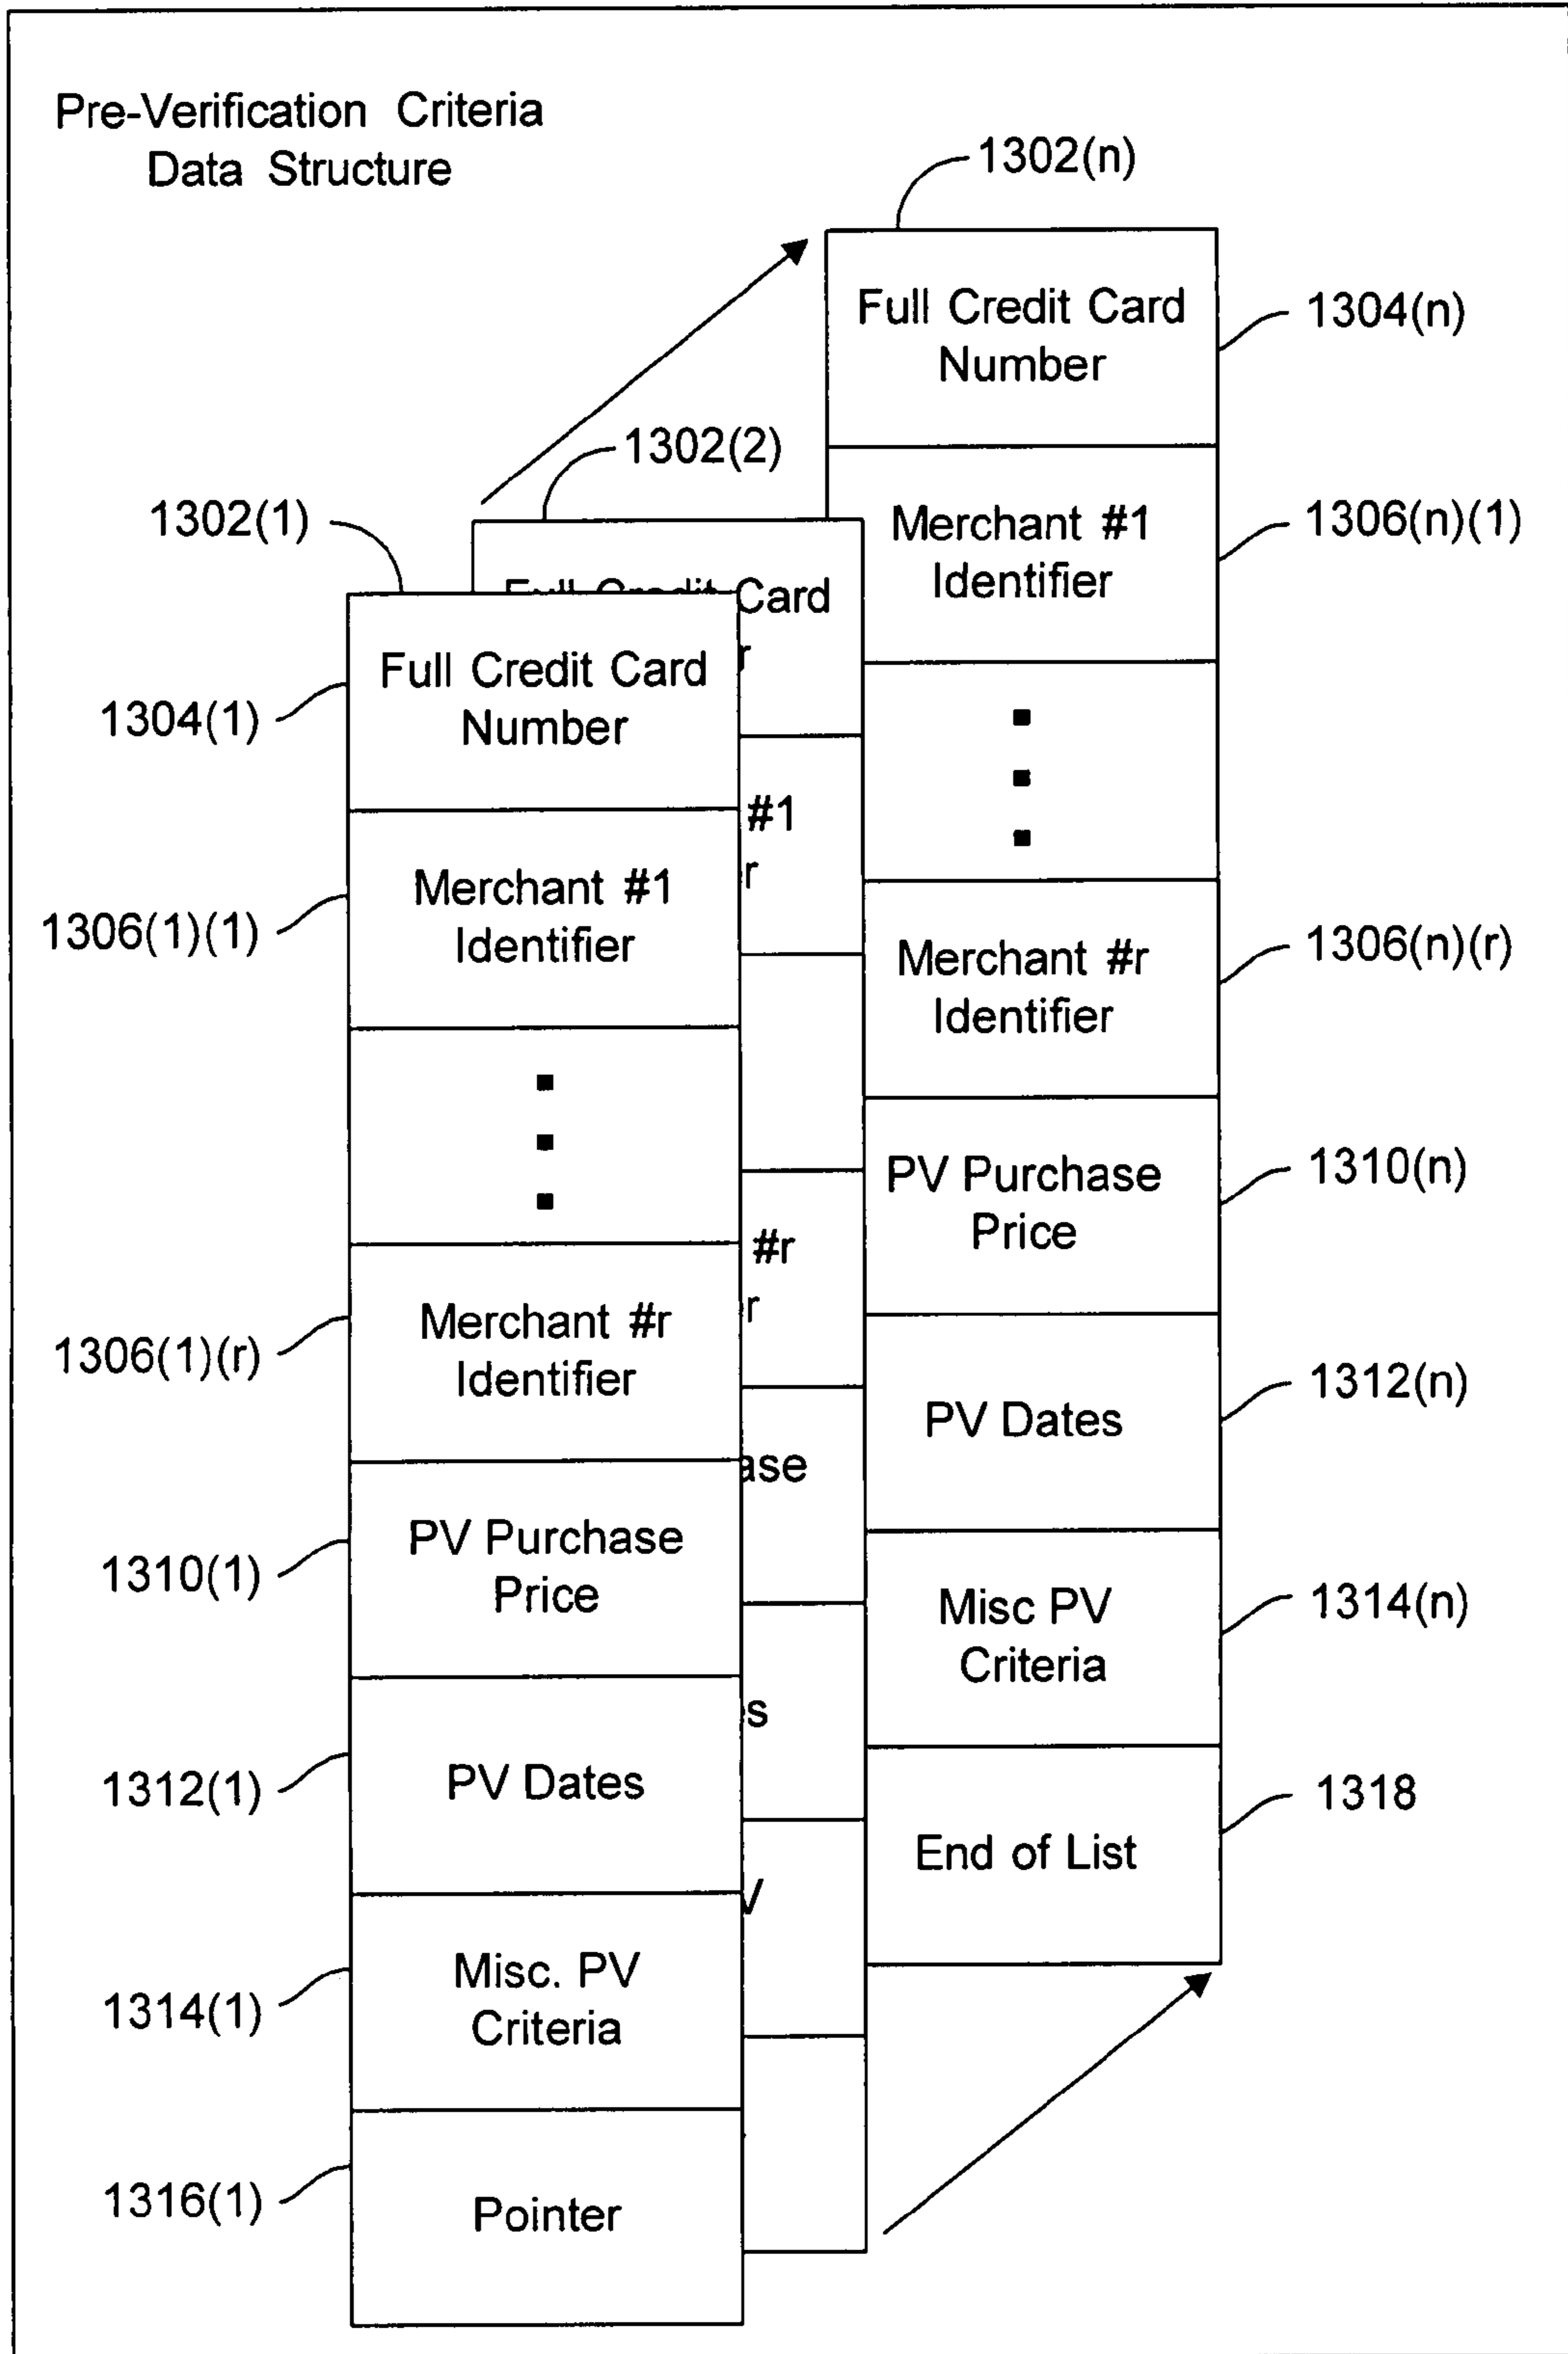 Pre-Verification Criteria
Data Structure
1302(n)
1302(2)
1302(1)
Full Credit Card
Number
1304(1)
Merchant #1
Identifier
1306(1)(1)
Merchant #r
Identifier
1306(1)(r)
PV Purchase
Price
1310(1)
PV Dates
1312(1)
Misc. PV
Criteria
1314(1)
Pointer
1316(1)
Card
#1
#r
Full Credit Card
Number
1304(n)
Merchant #1
Identifier
1306(n)(1)
Merchant #r
Identifier
1306(n)(r)
PV Purchase
Price
1310(n)
PV Dates
1312(n)
Misc PV
Criteria
1314(n)
End of List
1318